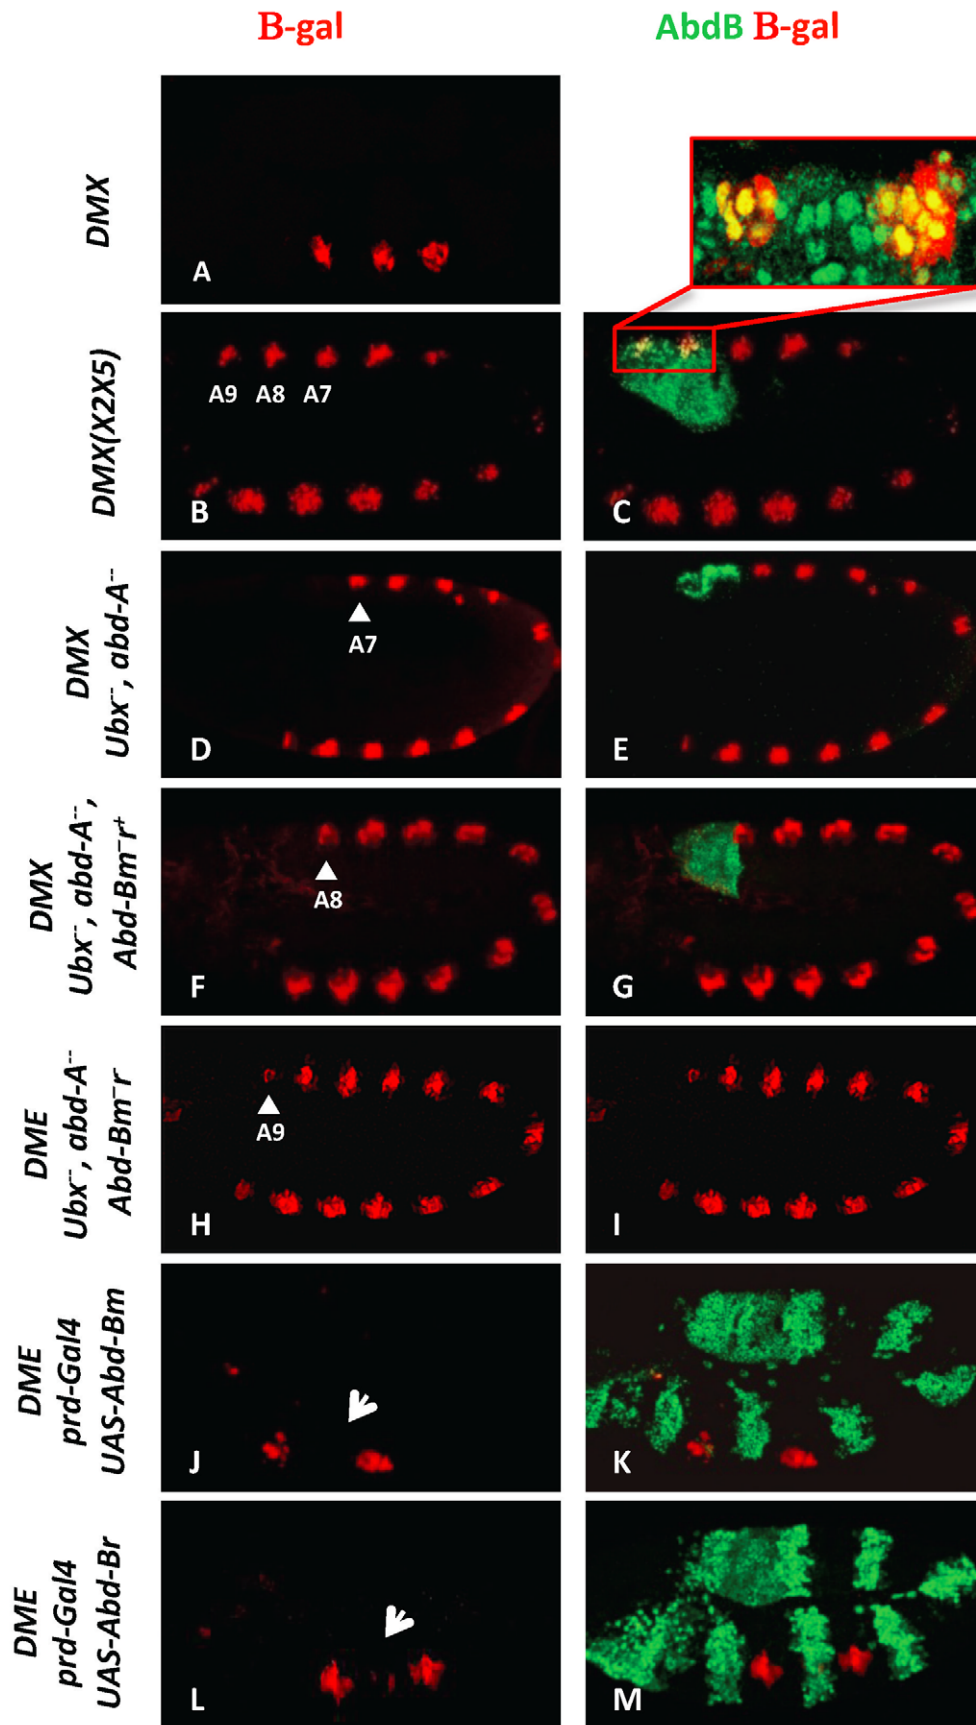 B-gal
AbdB B-gal
DMX
A
DMX(X2X5)
A9 A8 A7
B
C
DMX
Ubx⁻, abd-A⁻
A7
D
E
DMX
Ubx⁻, abd-A⁻,
Abd-Bm⁻r⁺
A8
F
G
DME
Ubx⁻, abd-A⁻
Abd-Bm⁻r
A9
H
I
DME
prd-Gal4
UAS-Abd-Bm
J
K
DME
prd-Gal4
UAS-Abd-Br
L
M